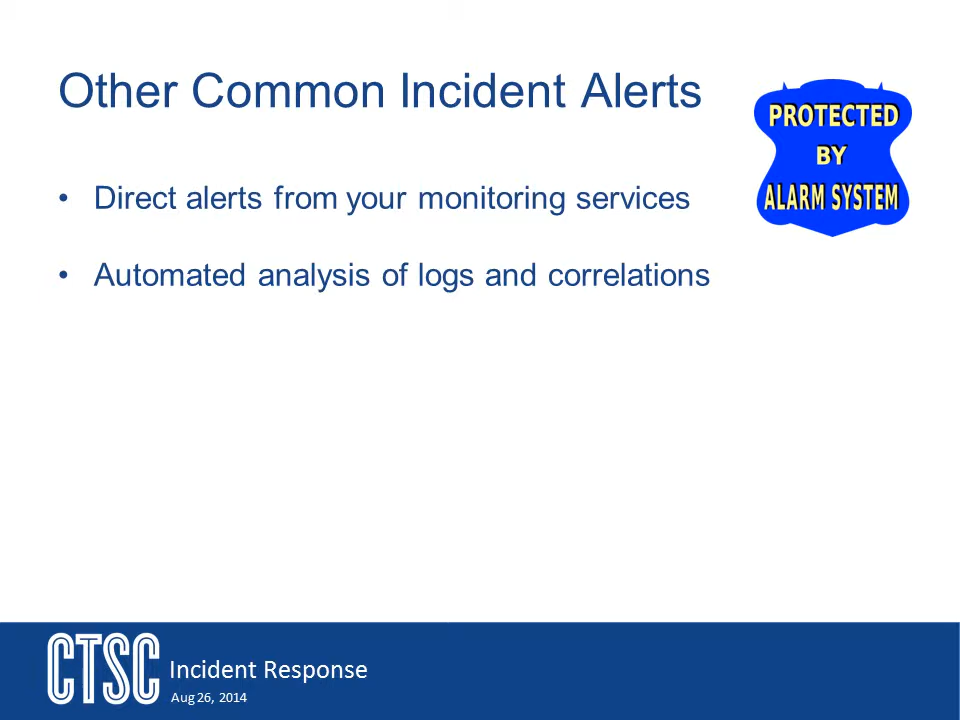 Other Common Incident Alerts
PROTECTED
BY
ALARM SYSTEM
• Direct alerts from your monitoring services
• Automated analysis of logs and correlations
CTSC
Incident Response
Aug 26, 2014